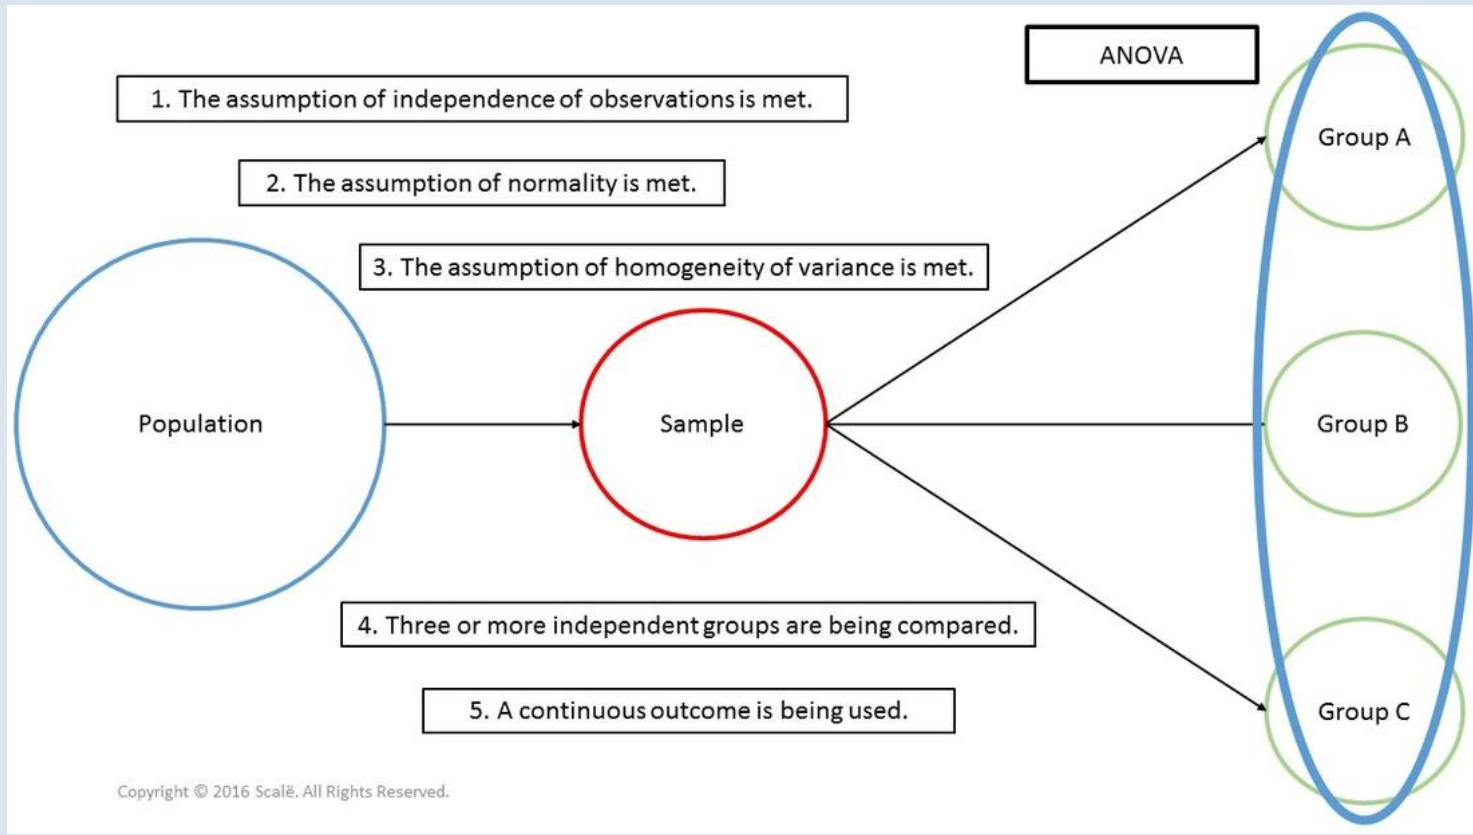 ANOVA
1. The assumption of independence of observations is met.
2. The assumption of normality is met.
3. The assumption of homogeneity of variance is met.
Group A
Population
Sample
Group B
4. Three or more independent groups are being compared.
5. A continuous outcome is being used.
Group C
Copyright © 2016 Scalë. All Rights Reserved.